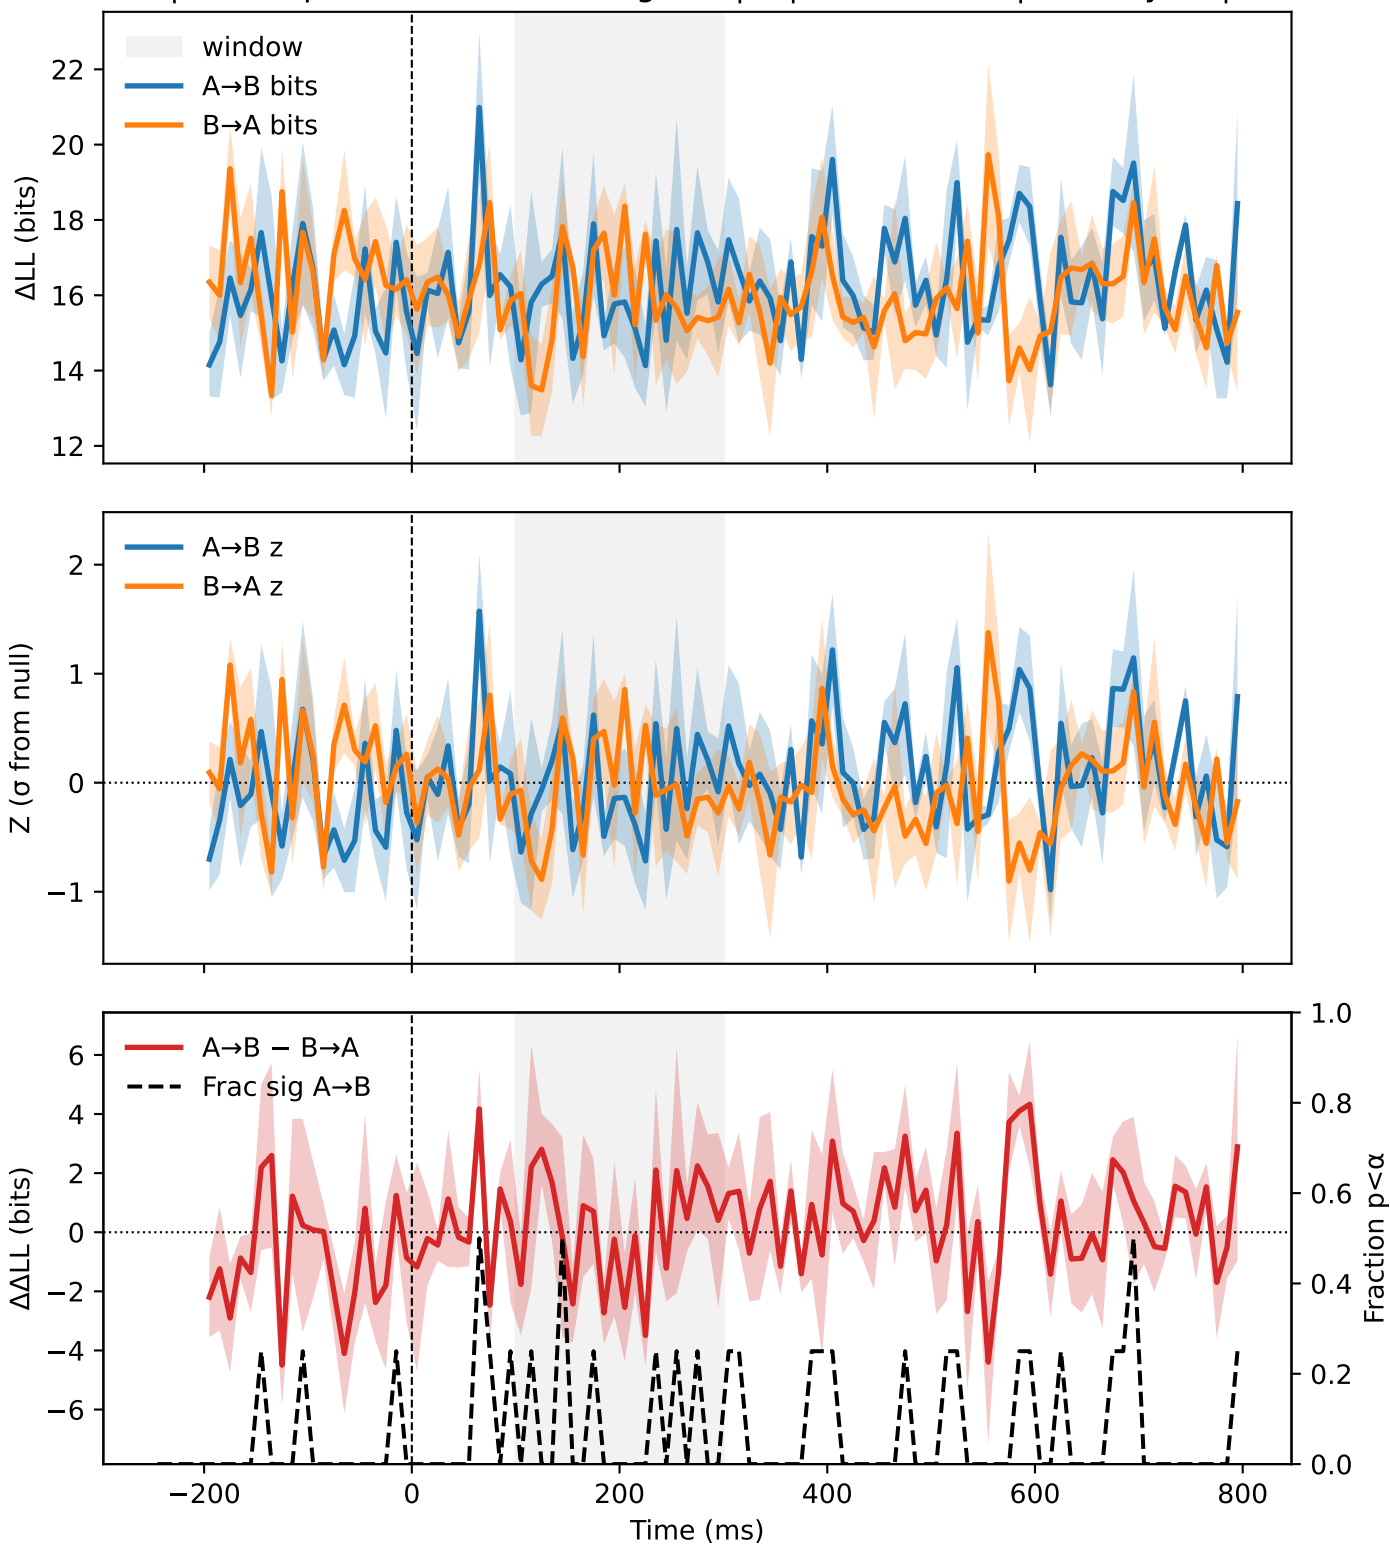 window
A→B bits
B→A bits
22
20
18
16
14
12
ΔLL (bits)
A→B z
B→A z
2
1
0
−1
Z (σ from null)
A→B − B→A
Frac sig A→B
6
4
2
0
−2
−4
−6
ΔΔLL (bits)
1.0
0.8
0.6
0.4
0.2
0.0
Fraction p<α
−200
0
200
400
600
800
Time (ms)